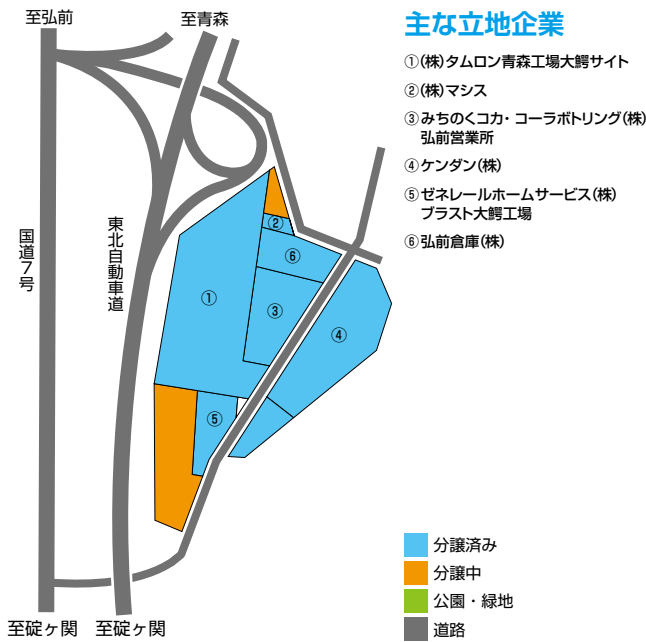 至弘前
至青森
国道7号
東北自動車道
至碇ヶ関
至碇ヶ関
①
②
⑥
③
④
⑤
主な立地企業
①(株)タムロン青森工場大鰐サイト
②(株)マシス
③みちのくコカ・コーラボトリング(株)
弘前営業所
④ケンダン(株)
⑤ゼネレールホームサービス(株)
ブラスト大鰐工場
⑥弘前倉庫(株)
分譲済み
分譲中
公園・緑地
道路